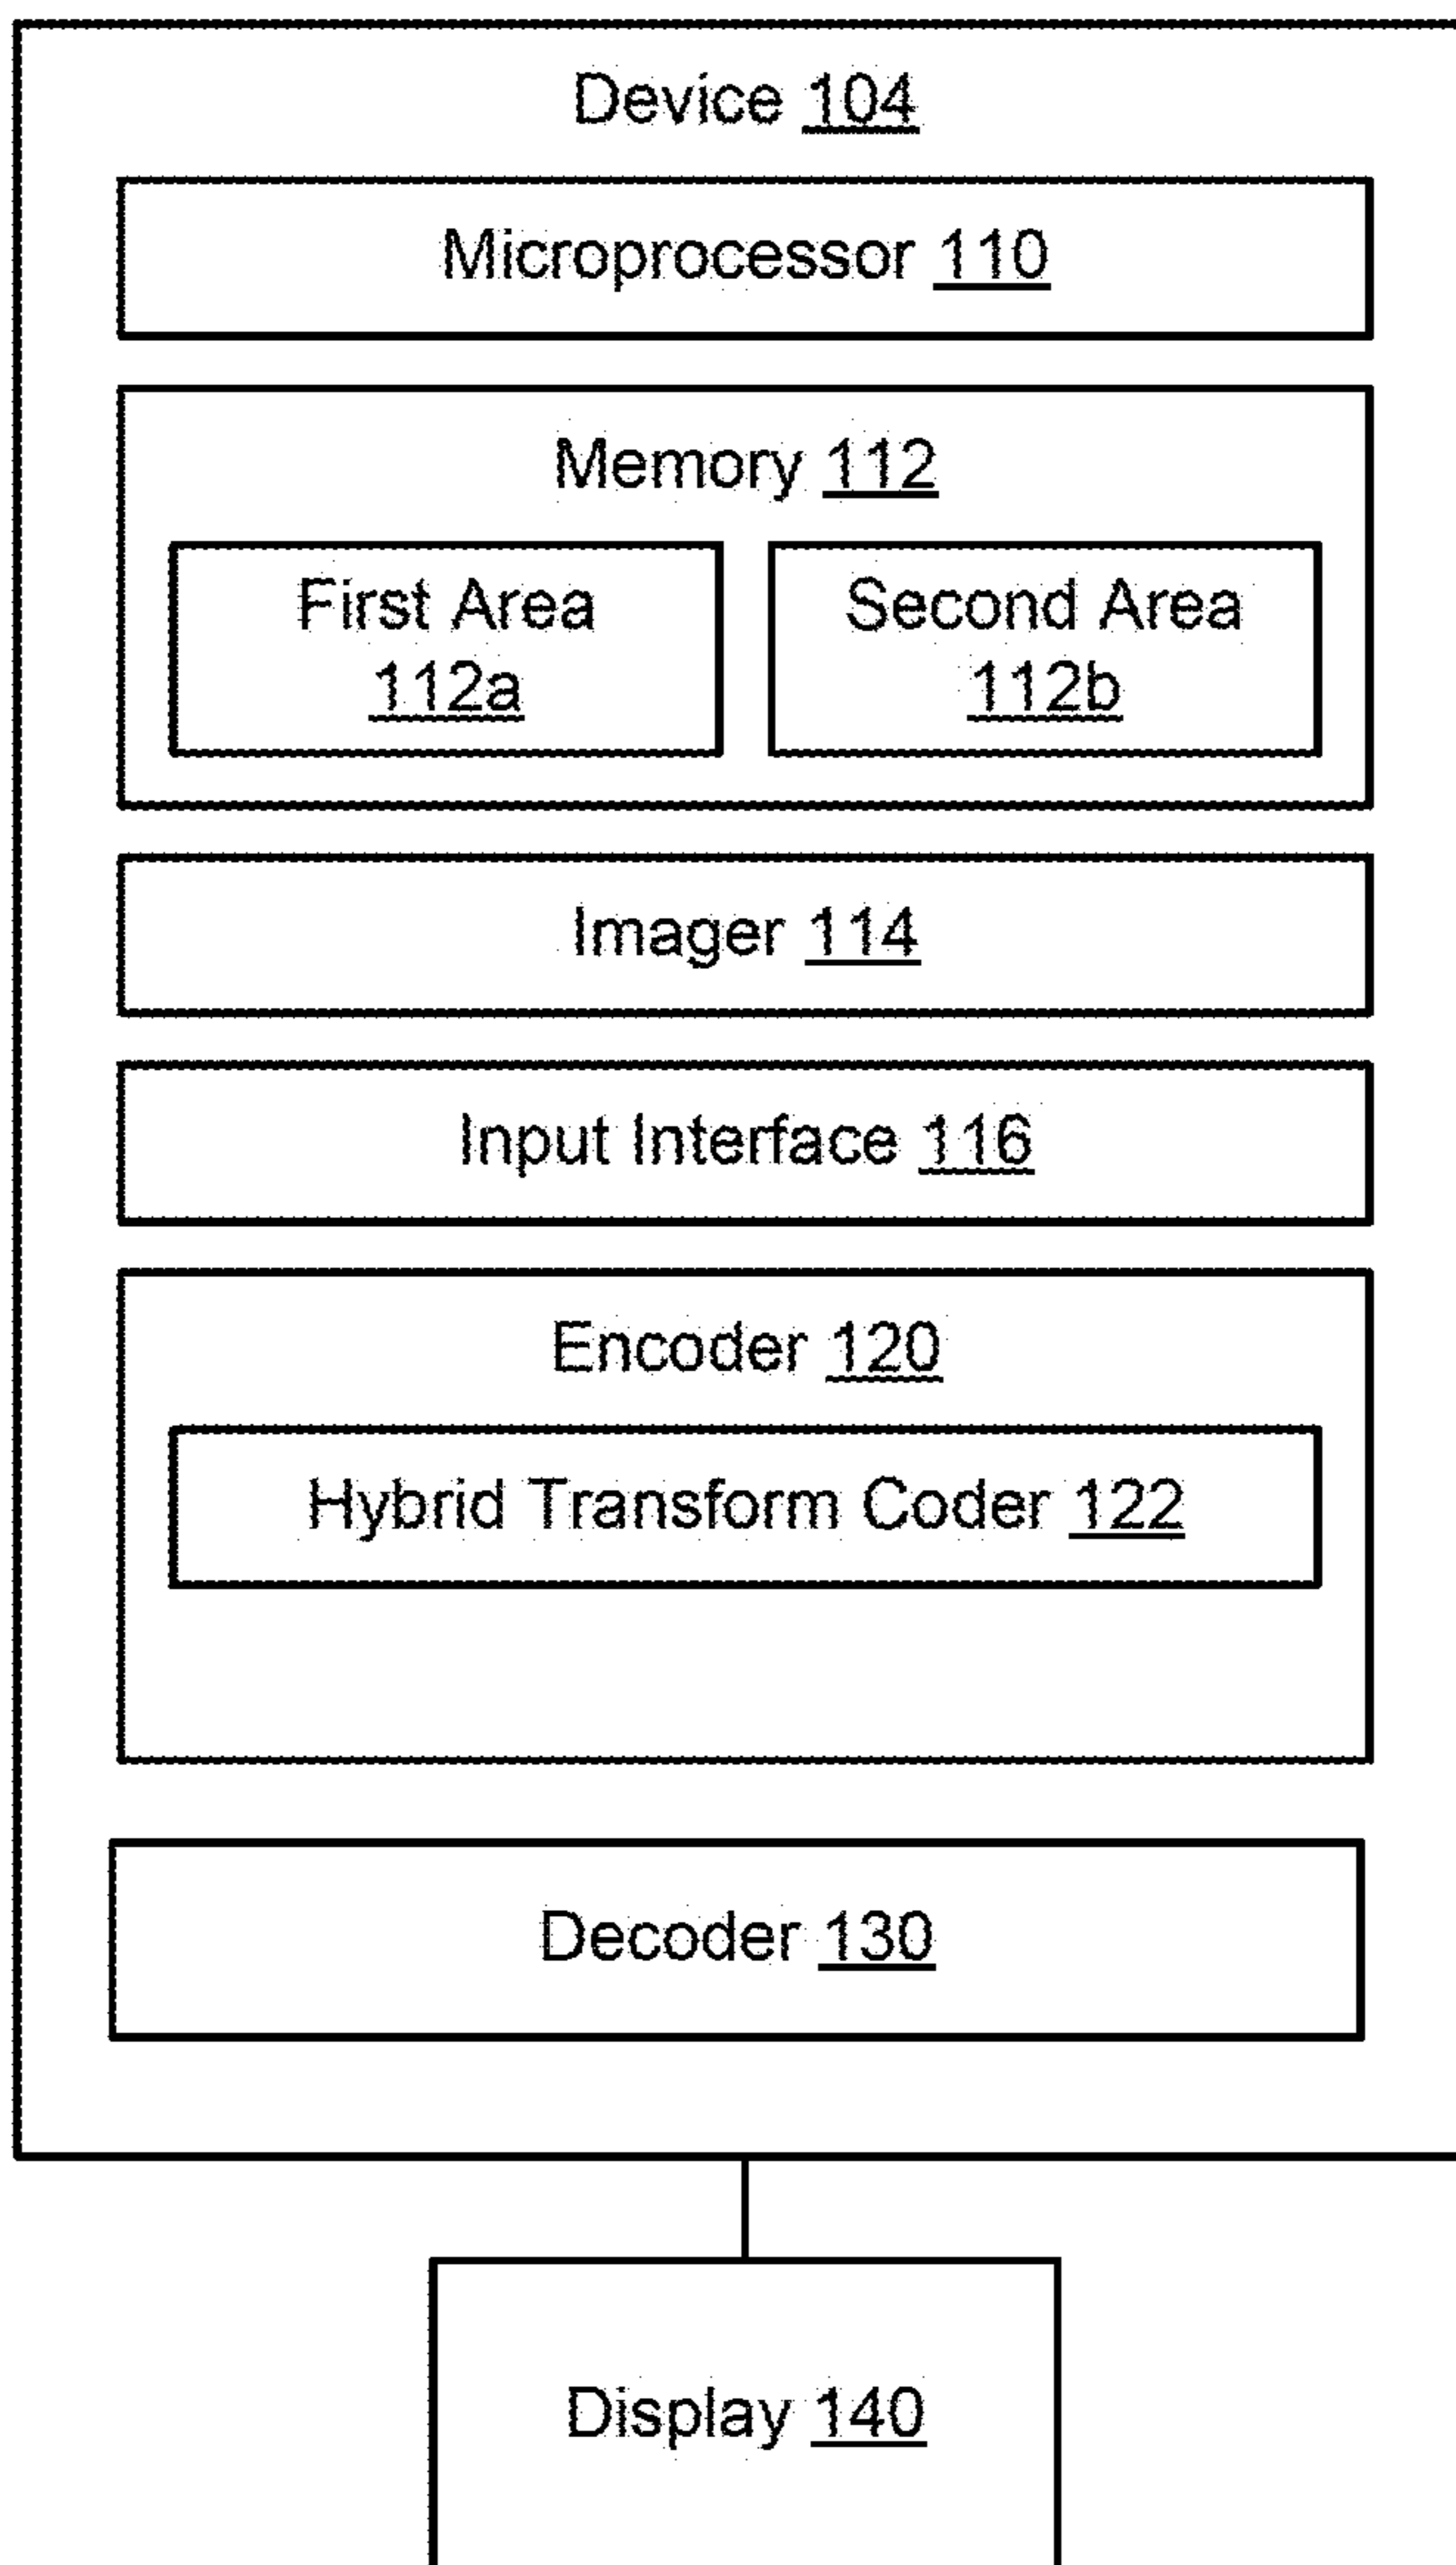 Device 104
Microprocessor 110
Memory 112
First Area
112a
Second Area
112b
Imager 114
Input Interface 116
Encoder 120
Hybrid Transform Coder 122
Decoder 130
Display 140